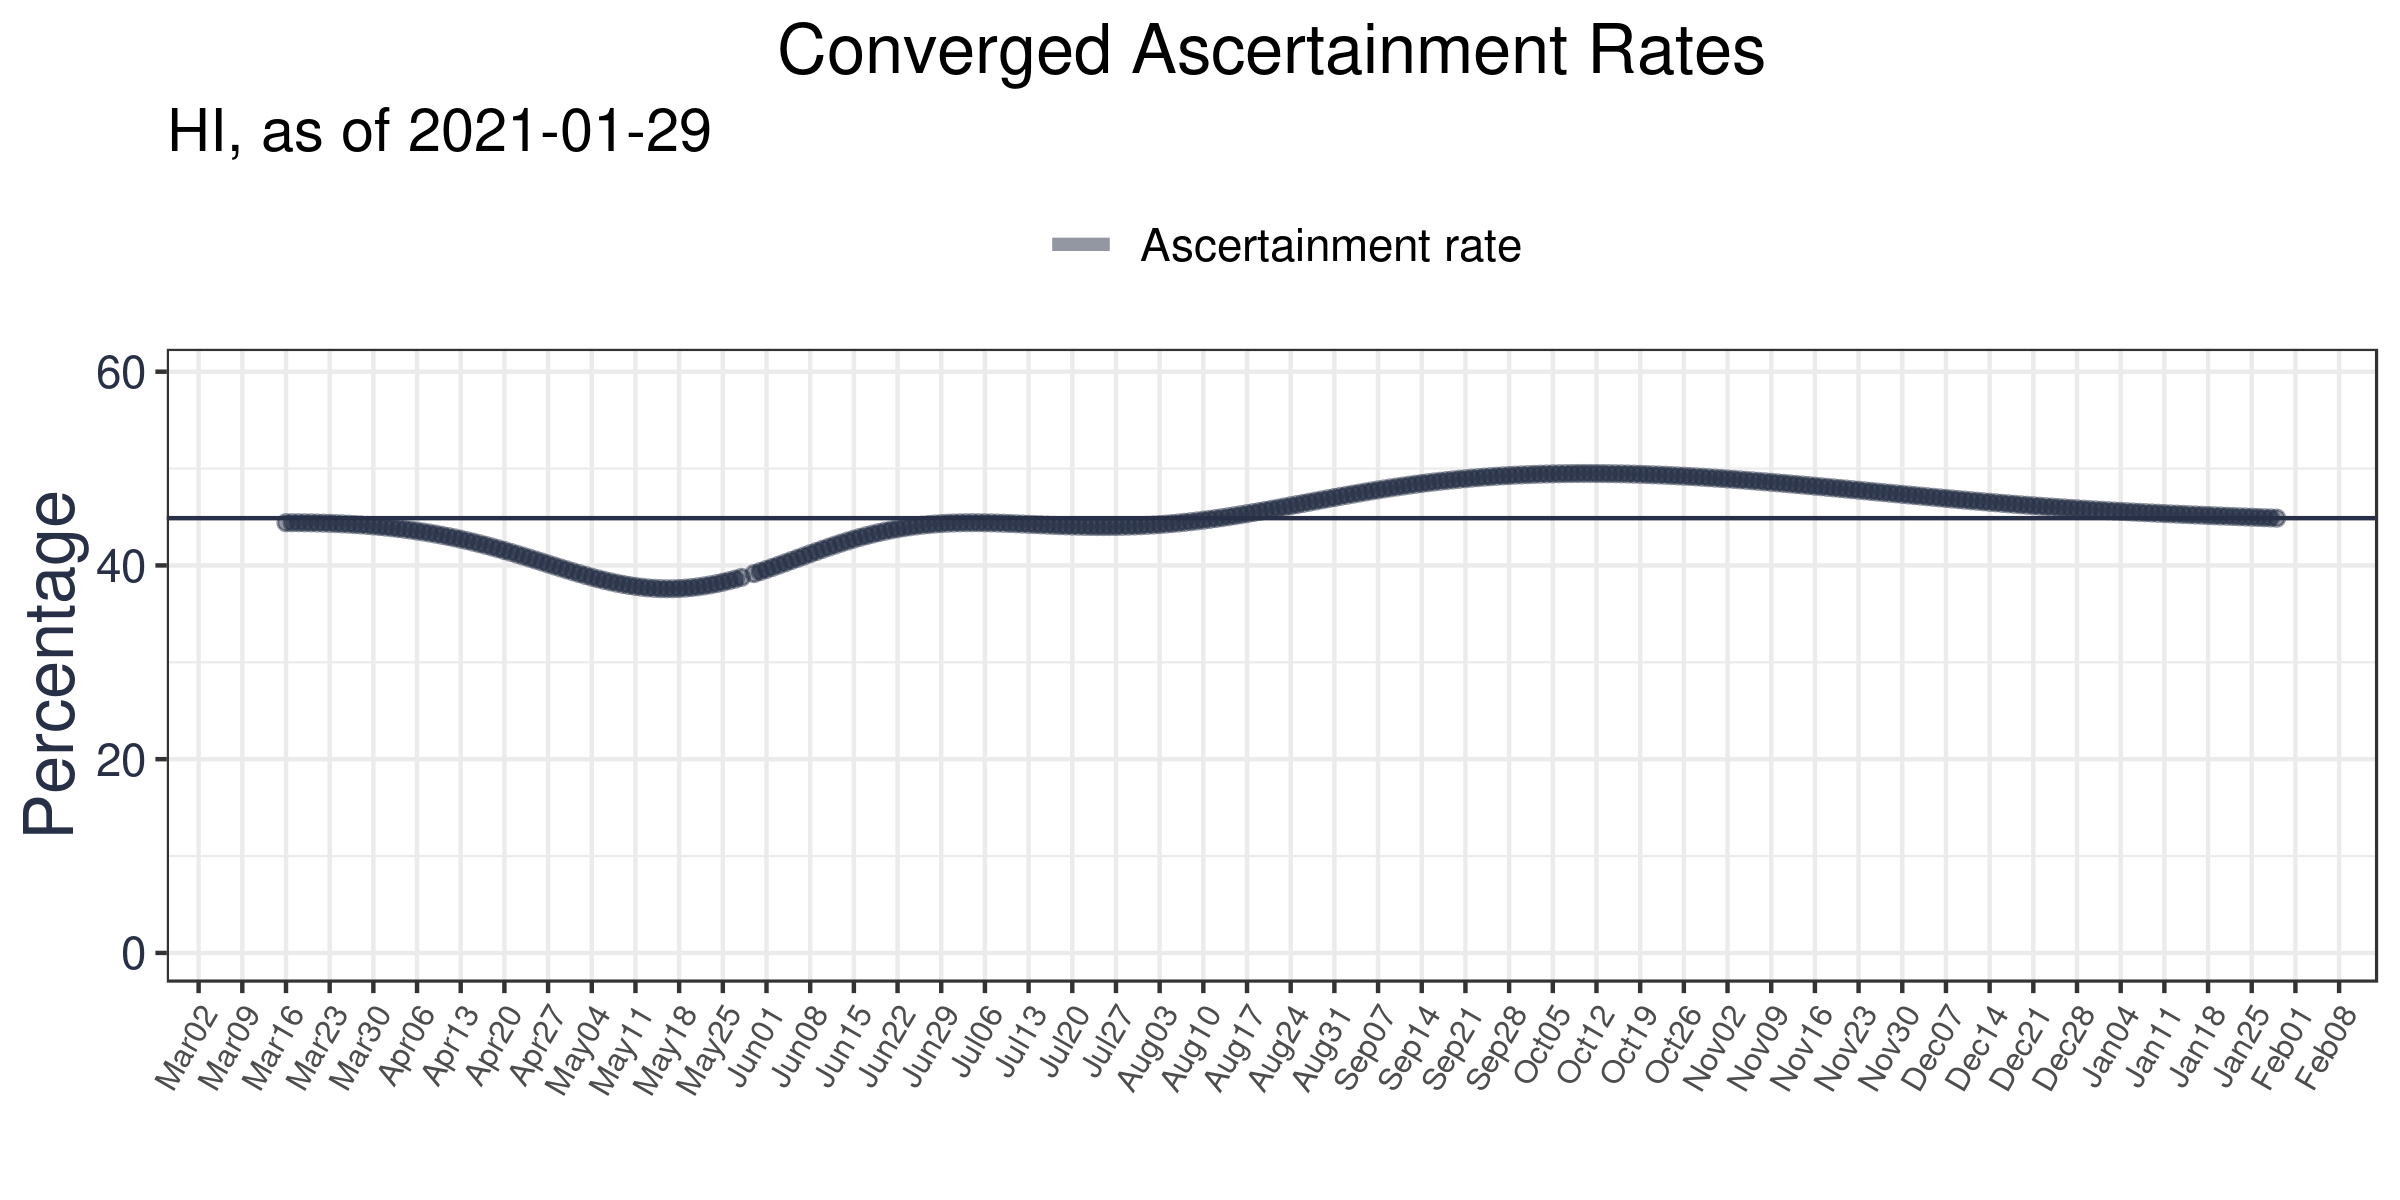 Converged Ascertainment Rates
HI, as of 2021-01-29
Ascertainment rate
Percentage
60
40
20
0
Mar02
Mar09
Mar16
Mar23
Mar30
Apr06
Apr13
Apr20
Apr27
May04
May11
May18
May25
Jun01
Jun08
Jun15
Jun22
Jun29
Jul06
Jul13
Jul20
Jul27
Aug03
Aug10
Aug17
Aug24
Aug31
Sep07
Sep14
Sep21
Sep28
Oct05
Oct12
Oct19
Oct26
Nov02
Nov09
Nov16
Nov23
Nov30
Dec07
Dec14
Dec21
Dec28
Jan04
Jan11
Jan18
Jan25
Feb01
Feb08